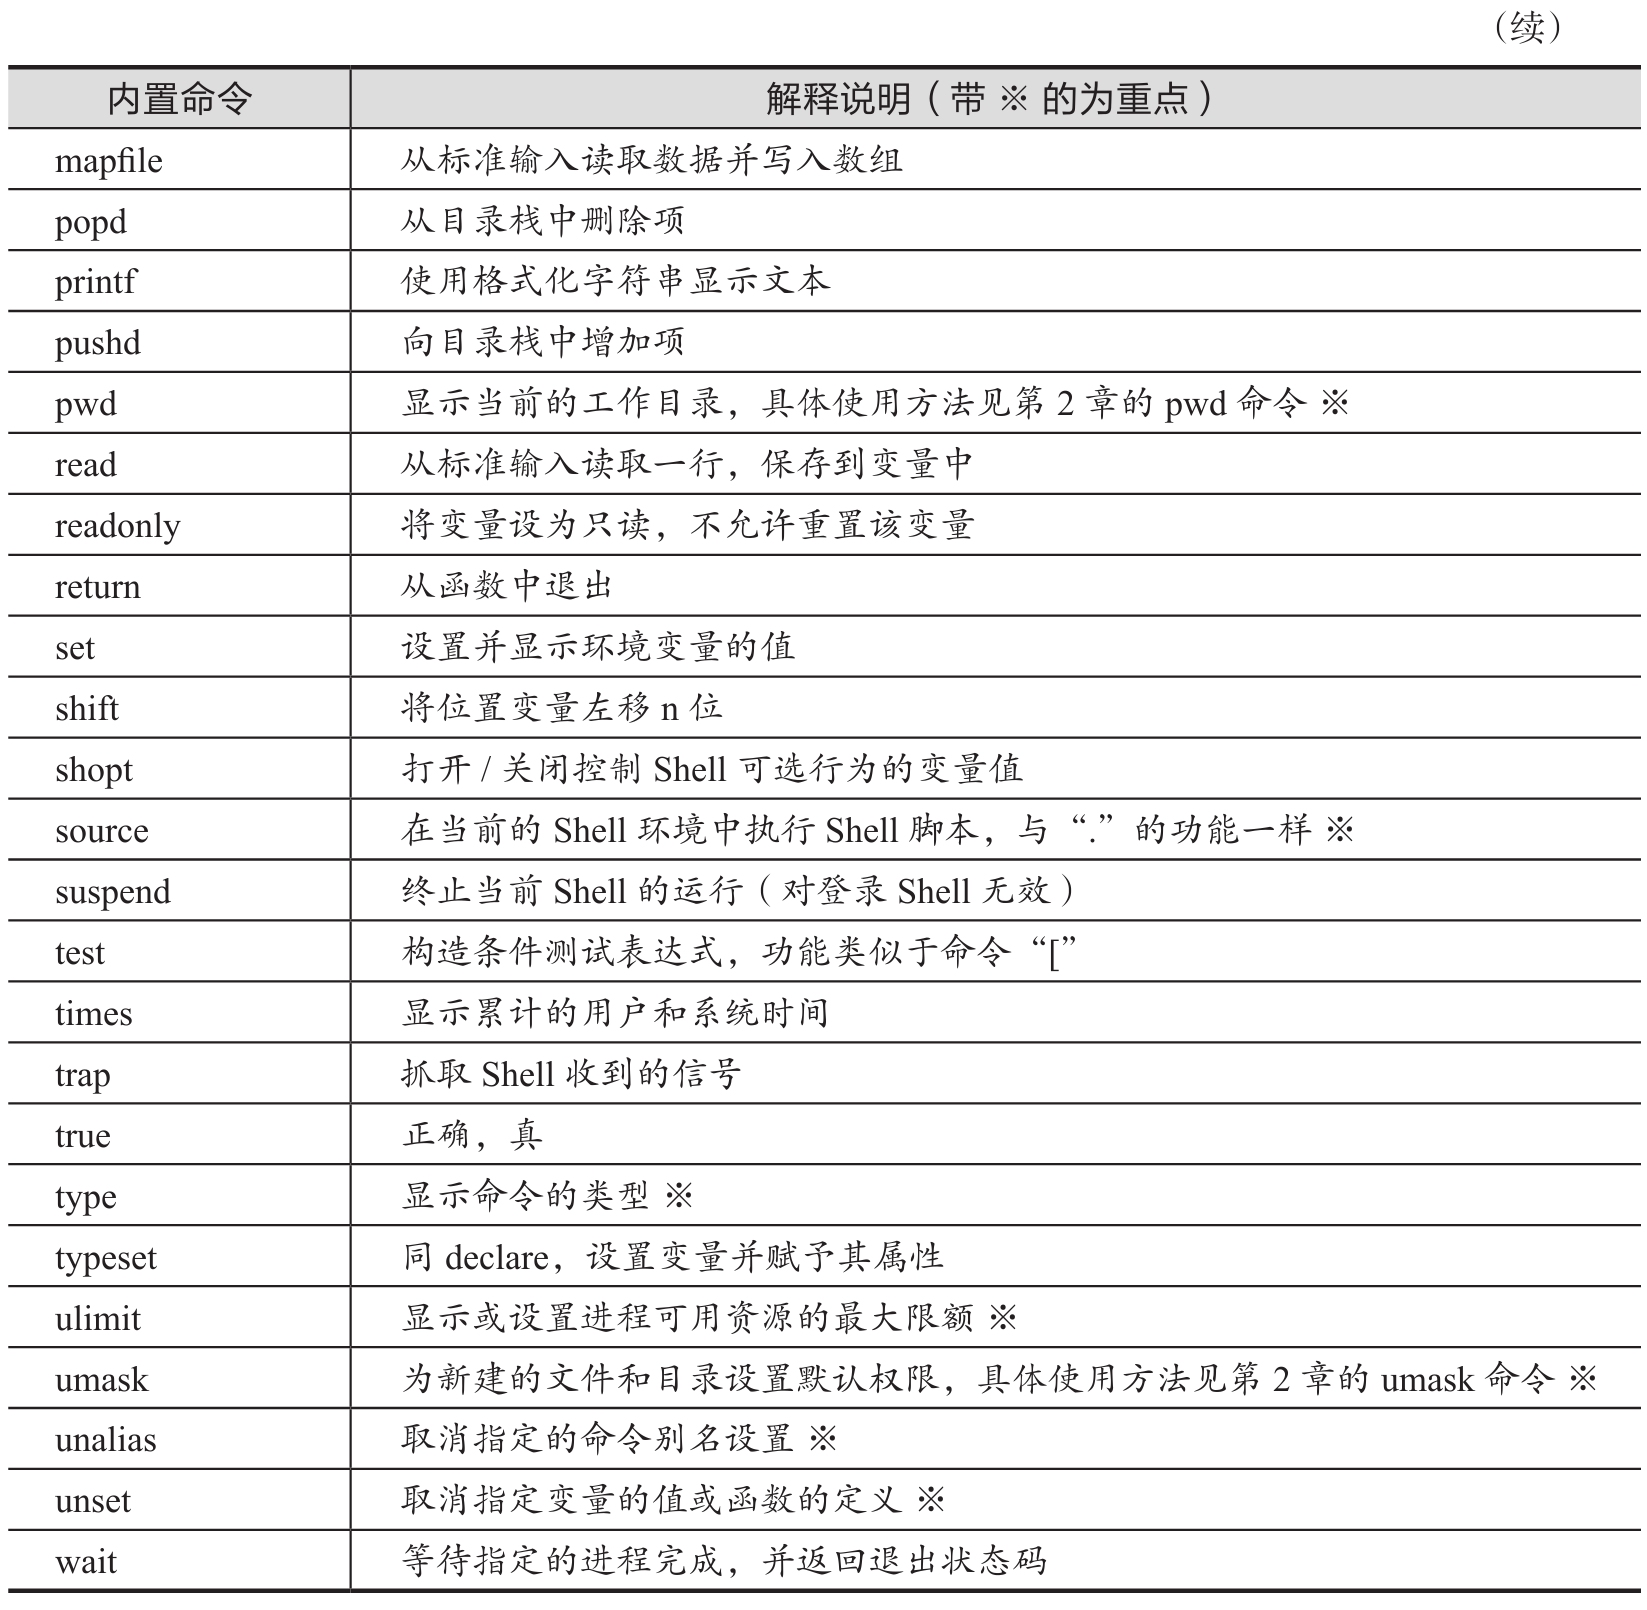 （续）
内置命令 解释说明（带 ※ 的为重点）
mapfile 从标准输入读取数据并写入数组
popd 从目录栈中删除项
printf 使用格式化字符串显示文本
pushd 向目录栈中增加项
pwd 显示当前的工作目录，具体使用方法见第 2 章的 pwd 命令 ※
read 从标准输入读取一行，保存到变量中
readonly 将变量设为只读，不允许重置该变量
return 从函数中退出
set 设置并显示环境变量的值
shift 将位置变量左移 n 位
shopt 打开 / 关闭控制 Shell 可选行为的变量值
source 在当前的 Shell 环境中执行 Shell 脚本，与“.”的功能一样 ※
suspend 终止当前 Shell 的运行（对登录 Shell 无效）
test 构造条件测试表达式，功能类似于命令“[”
times 显示累计的用户和系统时间
trap 抓取 Shell 收到的信号
true 正确，真
type 显示命令的类型 ※
typeset 同 declare，设置变量并赋予其属性
ulimit 显示或设置进程可用资源的最大限额 ※
umask 为新建的文件和目录设置默认权限，具体使用方法见第 2 章的 umask 命令 ※
unalias 取消指定的命令别名设置 ※
unset 取消指定变量的值或函数的定义 ※
wait 等待指定的进程完成，并返回退出状态码